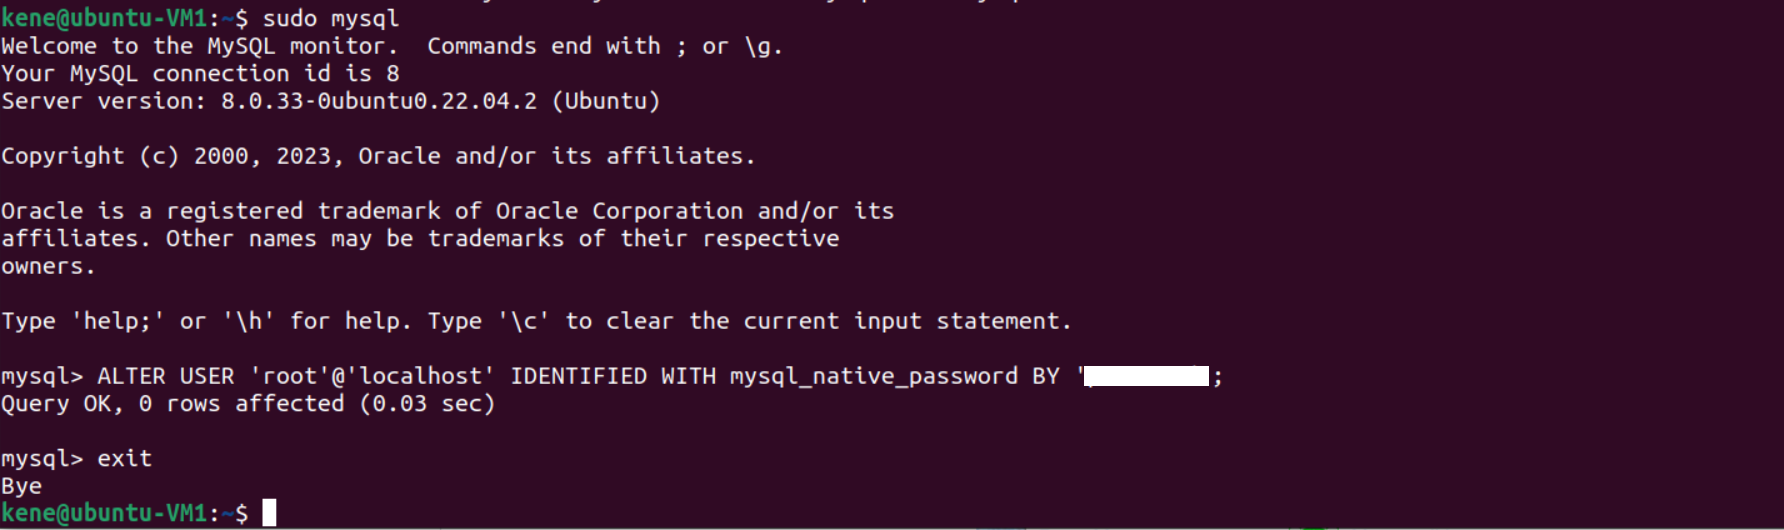 kene@ubuntu-VM1:~$ sudo mysql
Welcome to the MySQL monitor.  Commands end with ; or \g.
Your MySQL connection id is 8
Server version: 8.0.33-0ubuntu0.22.04.2 (Ubuntu)
Copyright (c) 2000, 2023, Oracle and/or its affiliates.
Oracle is a registered trademark of Oracle Corporation and/or its
affiliates. Other names may be trademarks of their respective
owners.
Type 'help;' or '\h' for help. Type '\c' to clear the current input statement.
mysql> ALTER USER 'root'@'localhost' IDENTIFIED WITH mysql_native_password BY ' ;
Query OK, 0 rows affected (0.03 sec)
mysql> exit
Bye
kene@ubuntu-VM1:~$